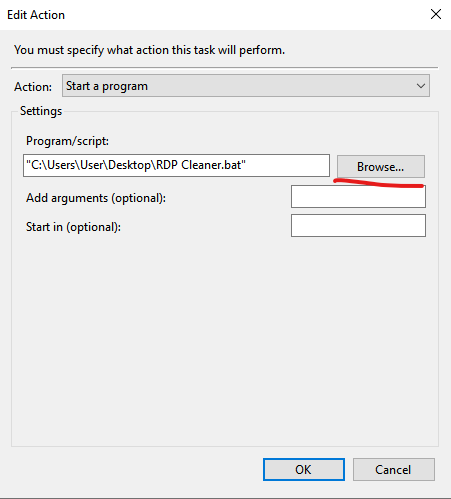 Edit Action
You must specify what action this task will perform.
Action: Start a program
Settings
Program/script:
"C:\Users\User\Desktop\RDP Cleaner.bat" Browse...
Add arguments (optional):
Start in (optional):
OK Cancel